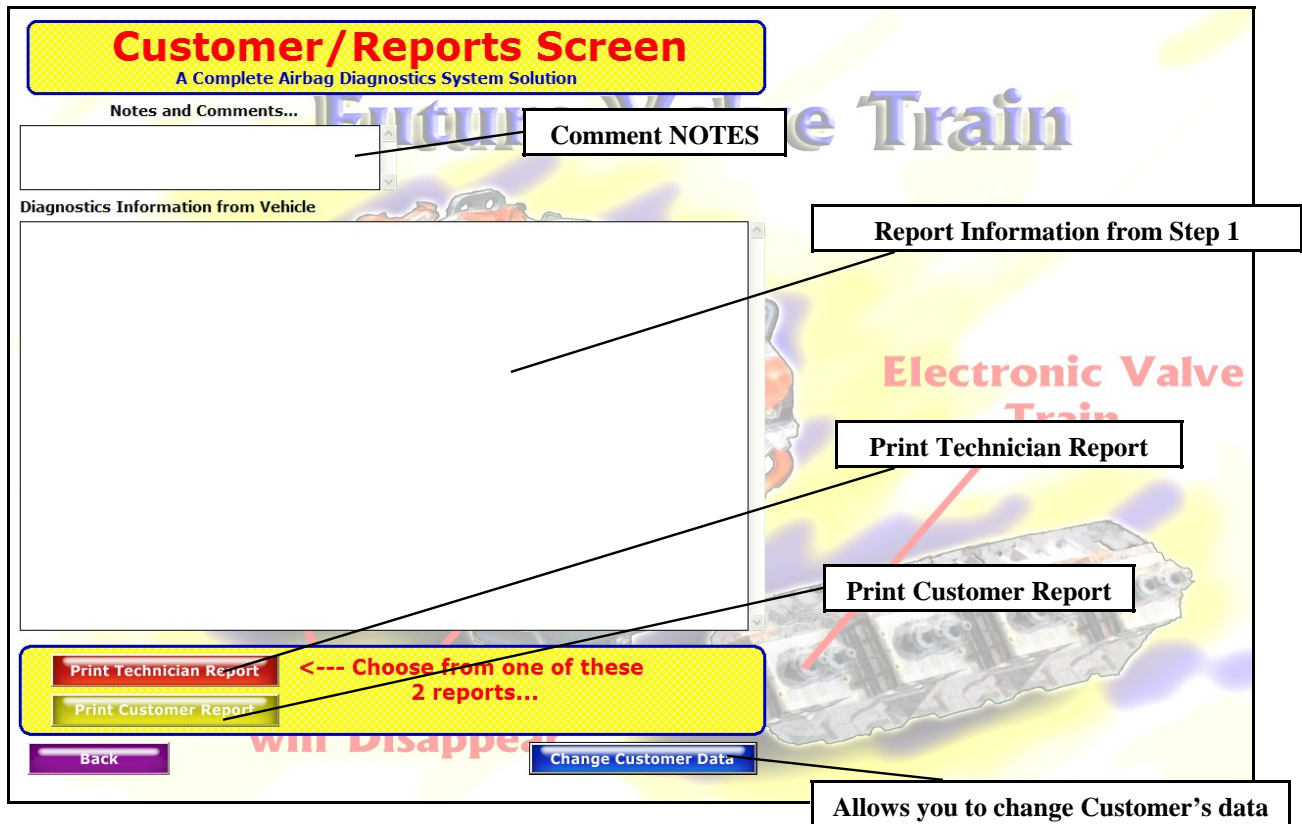 Customer/Reports Screen
A Complete Airbag Diagnostics System Solution
Notes and Comments...
Train
Comment NOTES
Diagnostics Information from Vehicle
Report Information from Step 1
Electronic Valve
Train
Print Technician Report
Print Customer Report
Print Technician Report
<--- Choose from one of these
2 reports...
Print Customer Report
will Disappear
Back
Change Customer Data
Allows you to change Customer's data